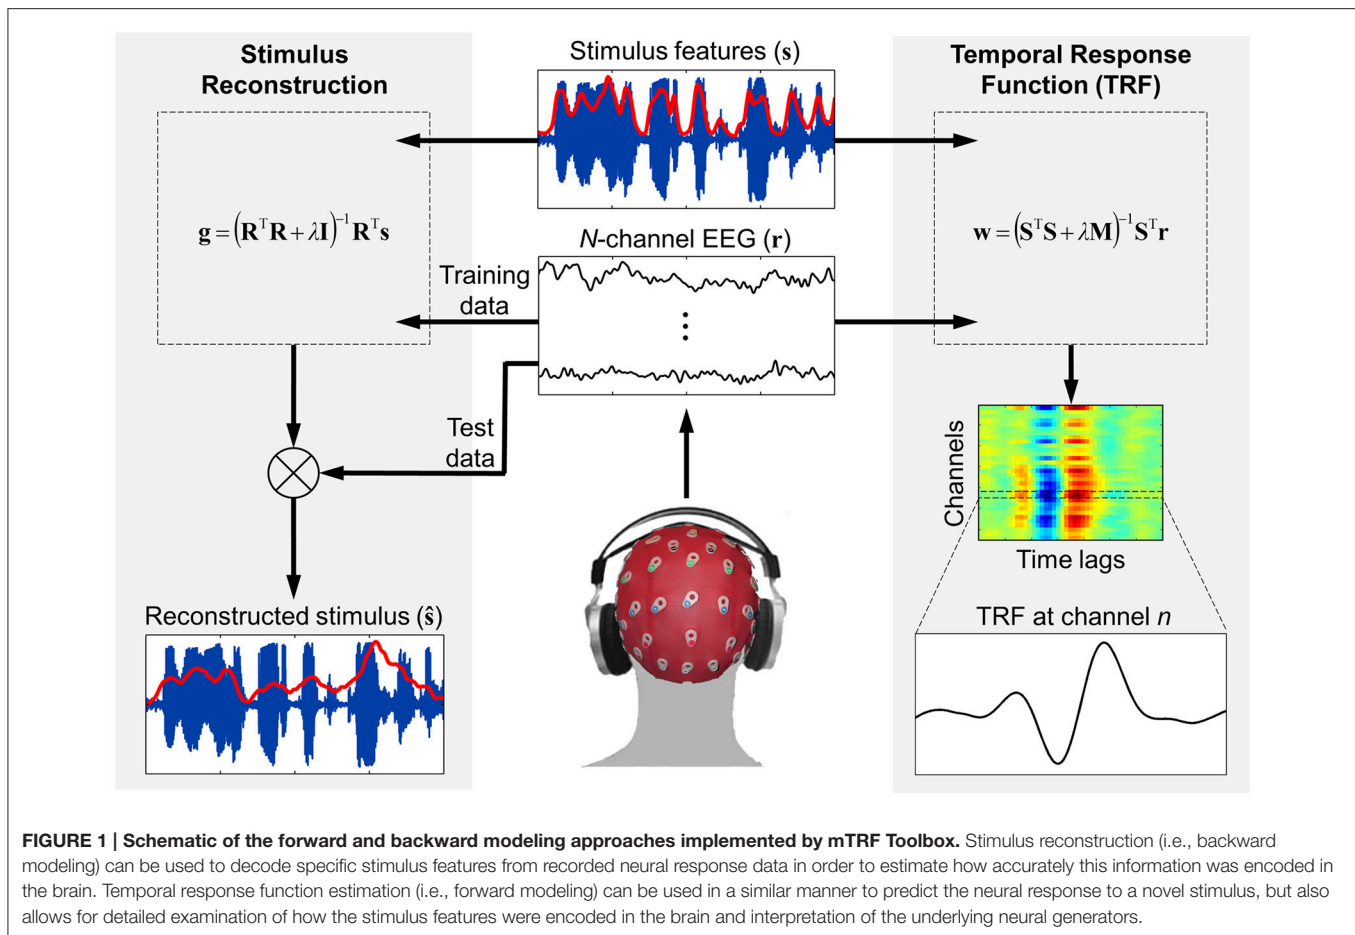 Stimulus
Reconstruction
g = (RᵀR + λI)⁻¹ Rᵀs
Stimulus features (s)
N-channel EEG (r)
Training
data
Test
data
Reconstructed stimulus (ŝ)
Temporal Response
Function (TRF)
w = (SᵀS + λM)⁻¹ Sᵀr
Channels
Time lags
TRF at channel n
FIGURE 1 | Schematic of the forward and backward modeling approaches implemented by mTRF Toolbox. Stimulus reconstruction (i.e., backward
modeling) can be used to decode specific stimulus features from recorded neural response data in order to estimate how accurately this information was encoded in
the brain. Temporal response function estimation (i.e., forward modeling) can be used in a similar manner to predict the neural response to a novel stimulus, but also
allows for detailed examination of how the stimulus features were encoded in the brain and interpretation of the underlying neural generators.